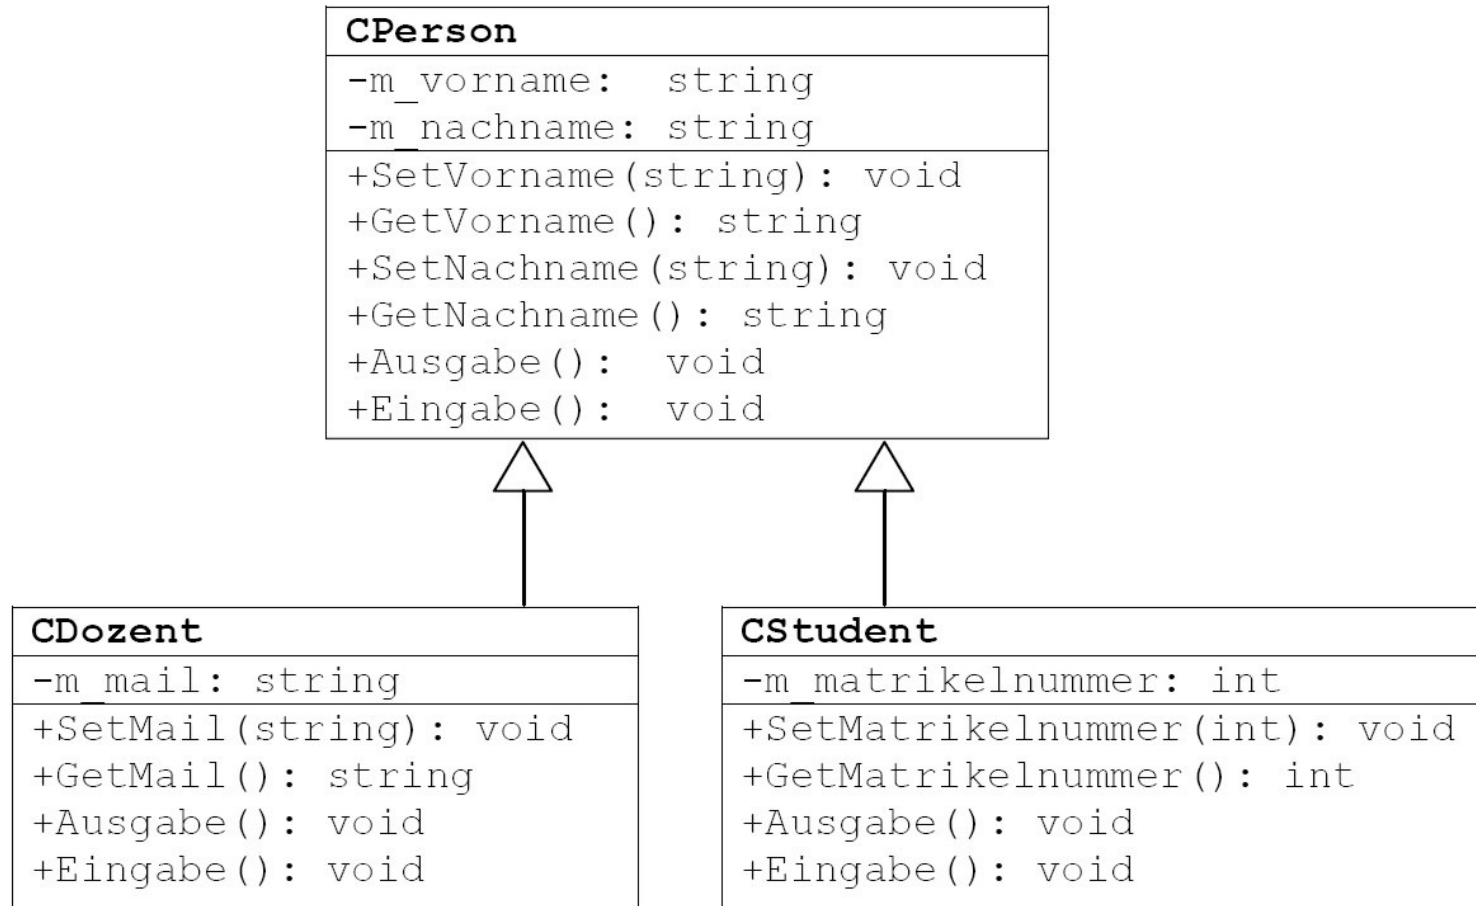 CPerson
-m_vorname:  string
-m_nachname: string
+SetVorname(string): void
+GetVorname(): string
+SetNachname(string): void
+GetNachname(): string
+Ausgabe():  void
+Eingabe():  void
CDozent
-m_mail: string
+SetMail(string): void
+GetMail(): string
+Ausgabe(): void
+Eingabe(): void
CStudent
-m_matrikelnummer: int
+SetMatrikelnummer(int): void
+GetMatrikelnummer(): int
+Ausgabe(): void
+Eingabe(): void